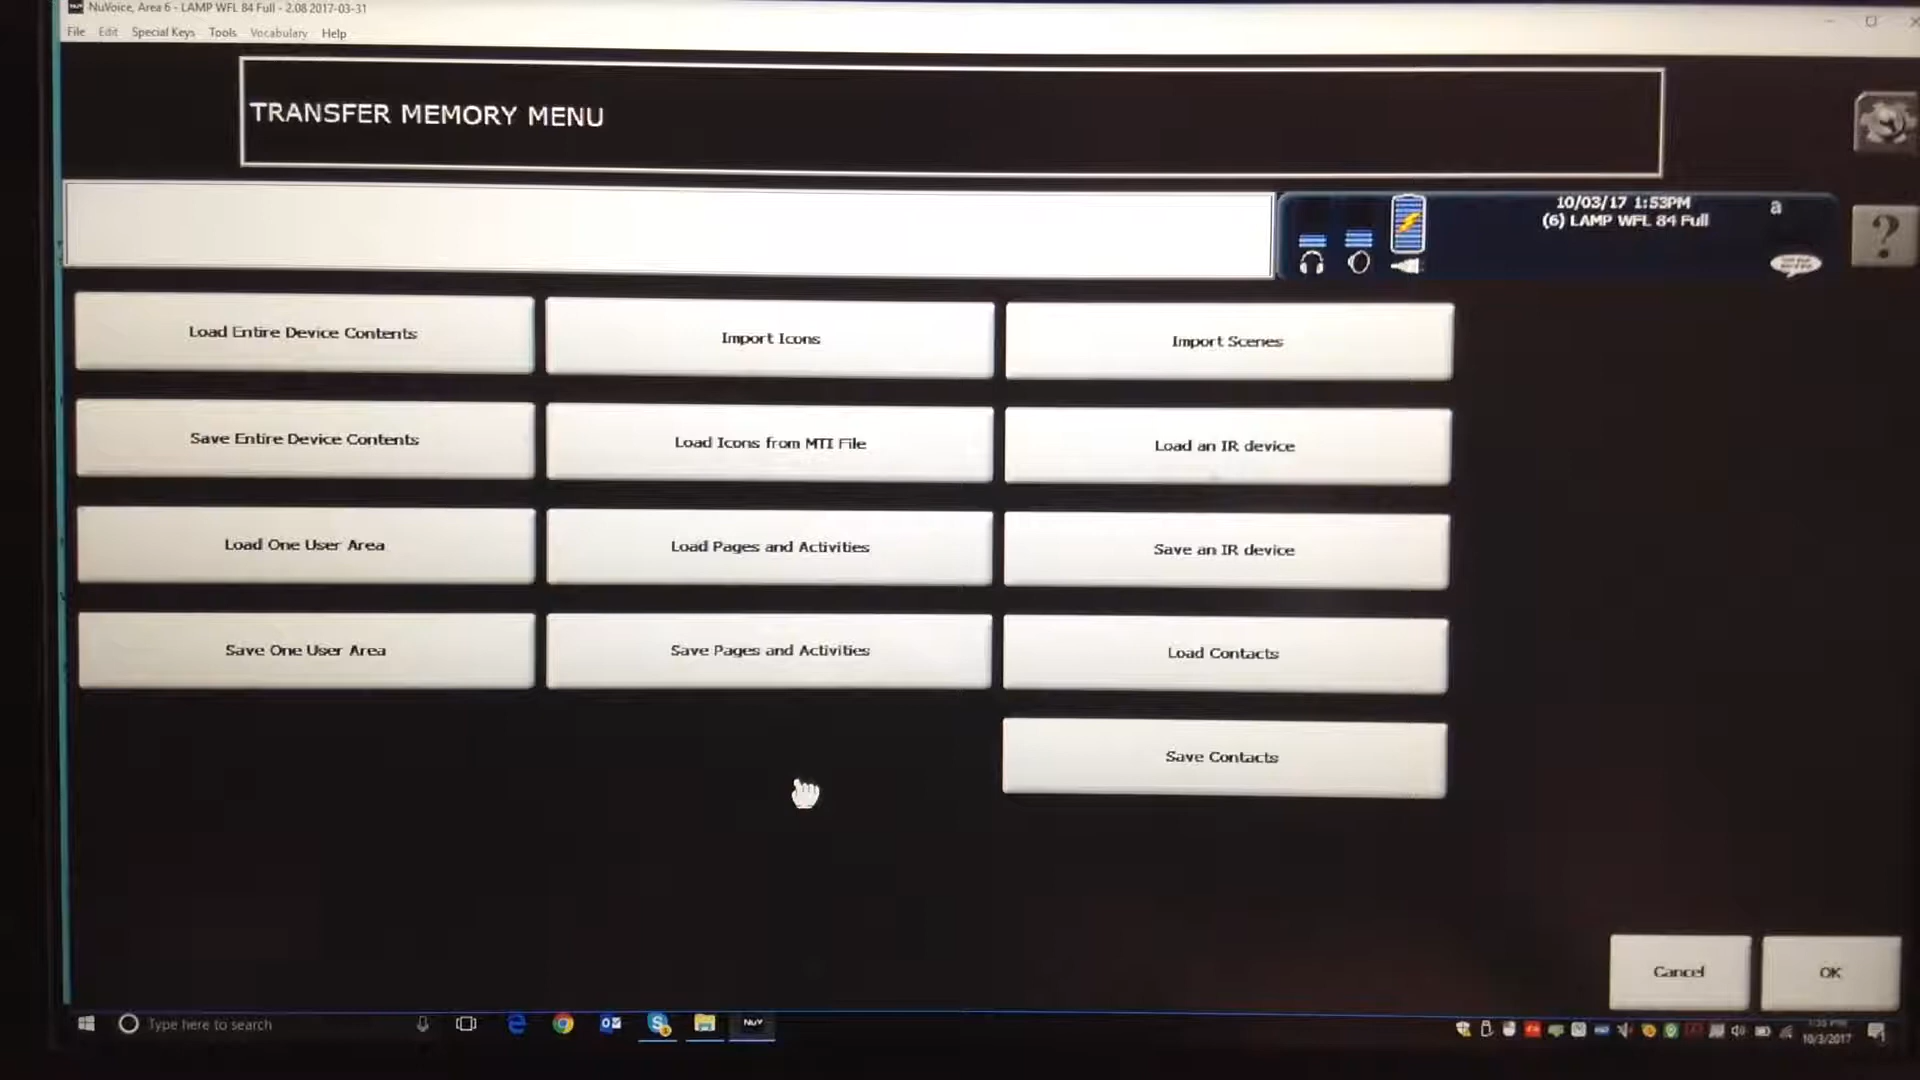 NuVoice, Area 6 - LAMP WFL 84 Full - 2.08 2017-03-31
File Edit Special Keys Tools Vocabulary Help
TRANSFER MEMORY MENU
10/03/17 1:53PM
a
(6) LAMP WFL 84 Full
?
Load Entire Device Contents
Import Icons
Import Scenes
Save Entire Device Contents
Load Icons from MTI File
Load an IR device
Load One User Area
Load Pages and Activities
Save an IR device
Save One User Area
Save Pages and Activities
Load Contacts
Save Contacts
Cancel
OK
Type here to search
NUV
10/3/2017